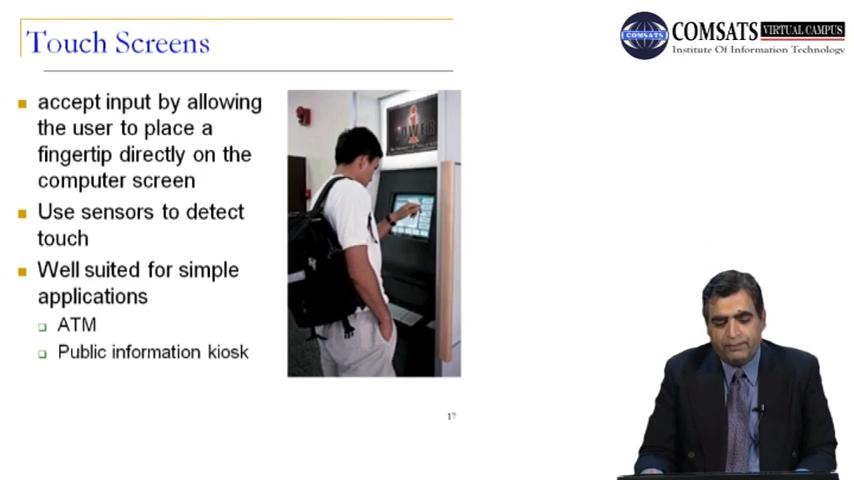 Touch Screens
COMSATS VIRTUAL CAMPUS
Institute Of Information Technology
COMSATS
accept input by allowing
the user to place a
fingertip directly on the
computer screen
Use sensors to detect
touch
Well suited for simple
applications
ATM
Public information kiosk
17